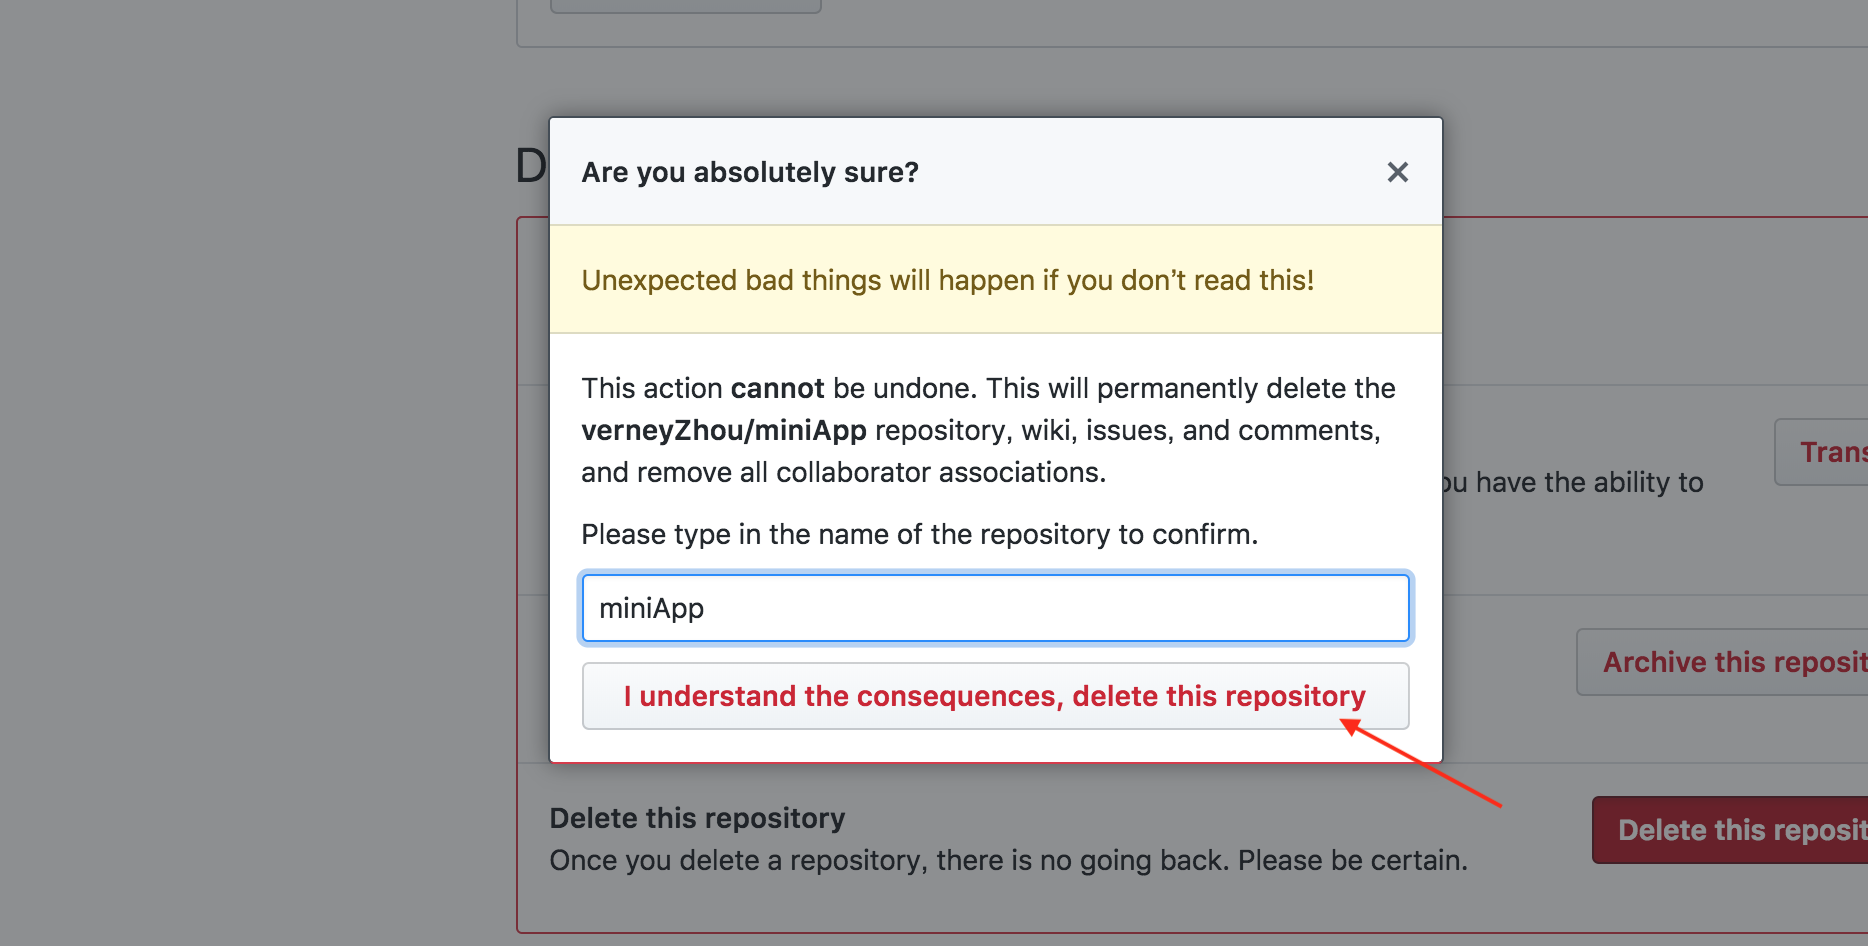 D
Are you absolutely sure?
Unexpected bad things will happen if you don’t read this!
This action cannot be undone. This will permanently delete the
verneyZhou/miniApp repository, wiki, issues, and comments,
and remove all collaborator associations.
Please type in the name of the repository to confirm.
miniApp
I understand the consequences, delete this repository
Trans
ou have the ability to
Archive this reposit
Delete this repository
Once you delete a repository, there is no going back. Please be certain.
Delete this reposit